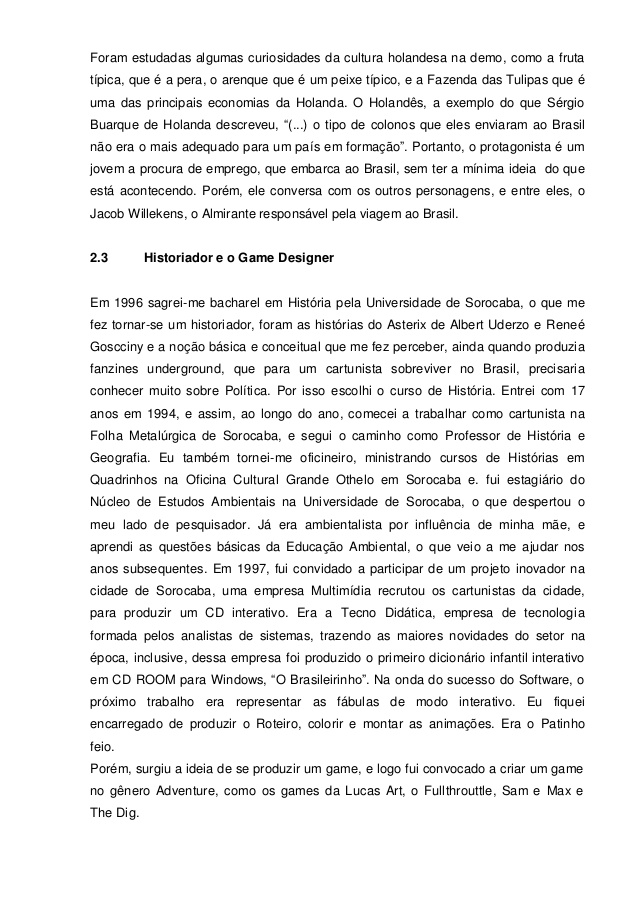 Foram estudadas algumas curiosidades da cultura holandesa na demo, como a fruta
típica, que é a pera, o arenque que é um peixe típico, e a Fazenda das Tulipas que é
uma das principais economias da Holanda. O Holandês, a exemplo do que Sérgio
Buarque de Holanda descreveu, “(...) o tipo de colonos que eles enviaram ao Brasil
não era o mais adequado para um país em formação”. Portanto, o protagonista é um
jovem a procura de emprego, que embarca ao Brasil, sem ter a mínima ideia do que
está acontecendo. Porém, ele conversa com os outros personagens, e entre eles, o
Jacob Willekens, o Almirante responsável pela viagem ao Brasil.
2.3 Historiador e o Game Designer
Em 1996 sagrei-me bacharel em História pela Universidade de Sorocaba, o que me
fez tornar-se um historiador, foram as histórias do Asterix de Albert Uderzo e Reneé
Goscciny e a noção básica e conceitual que me fez perceber, ainda quando produzia
fanzines underground, que para um cartunista sobreviver no Brasil, precisaria
conhecer muito sobre Política. Por isso escolhi o curso de História. Entrei com 17
anos em 1994, e assim, ao longo do ano, comecei a trabalhar como cartunista na
Folha Metalúrgica de Sorocaba, e segui o caminho como Professor de História e
Geografia. Eu também tornei-me oficineiro, ministrando cursos de Histórias em
Quadrinhos na Oficina Cultural Grande Othelo em Sorocaba e. fui estagiário do
Núcleo de Estudos Ambientais na Universidade de Sorocaba, o que despertou o
meu lado de pesquisador. Já era ambientalista por influência de minha mãe, e
aprendi as questões básicas da Educação Ambiental, o que veio a me ajudar nos
anos subsequentes. Em 1997, fui convidado a participar de um projeto inovador na
cidade de Sorocaba, uma empresa Multimídia recrutou os cartunistas da cidade,
para produzir um CD interativo. Era a Tecno Didática, empresa de tecnologia
formada pelos analistas de sistemas, trazendo as maiores novidades do setor na
época, inclusive, dessa empresa foi produzido o primeiro dicionário infantil interativo
em CD ROOM para Windows, “O Brasileirinho”. Na onda do sucesso do Software, o
próximo trabalho era representar as fábulas de modo interativo. Eu fiquei
encarregado de produzir o Roteiro, colorir e montar as animações. Era o Patinho
feio.
Porém, surgiu a ideia de se produzir um game, e logo fui convocado a criar um game
no gênero Adventure, como os games da Lucas Art, o Fullthrouttle, Sam e Max e
The Dig.